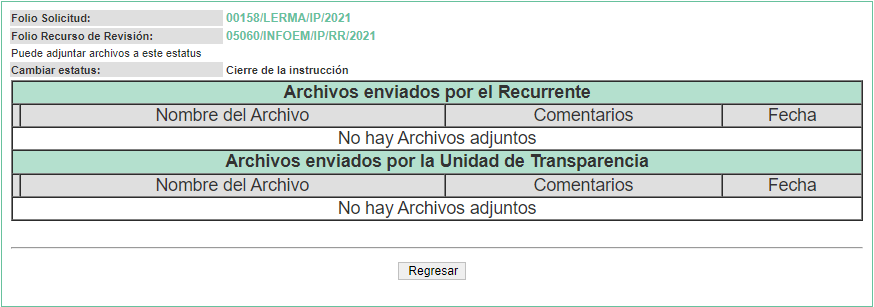 Folio Solicitud: 00158/LERMA/IP/2021
Folio Recurso de Revisión: 05060/INFOEM/IP/RR/2021
Puede adjuntar archivos a este estatus
Cambiar estatus: Cierre de la instrucción
Archivos enviados por el Recurrente
Nombre del Archivo Comentarios Fecha
No hay Archivos adjuntos
Archivos enviados por la Unidad de Transparencia
Nombre del Archivo Comentarios Fecha
No hay Archivos adjuntos
Regresar